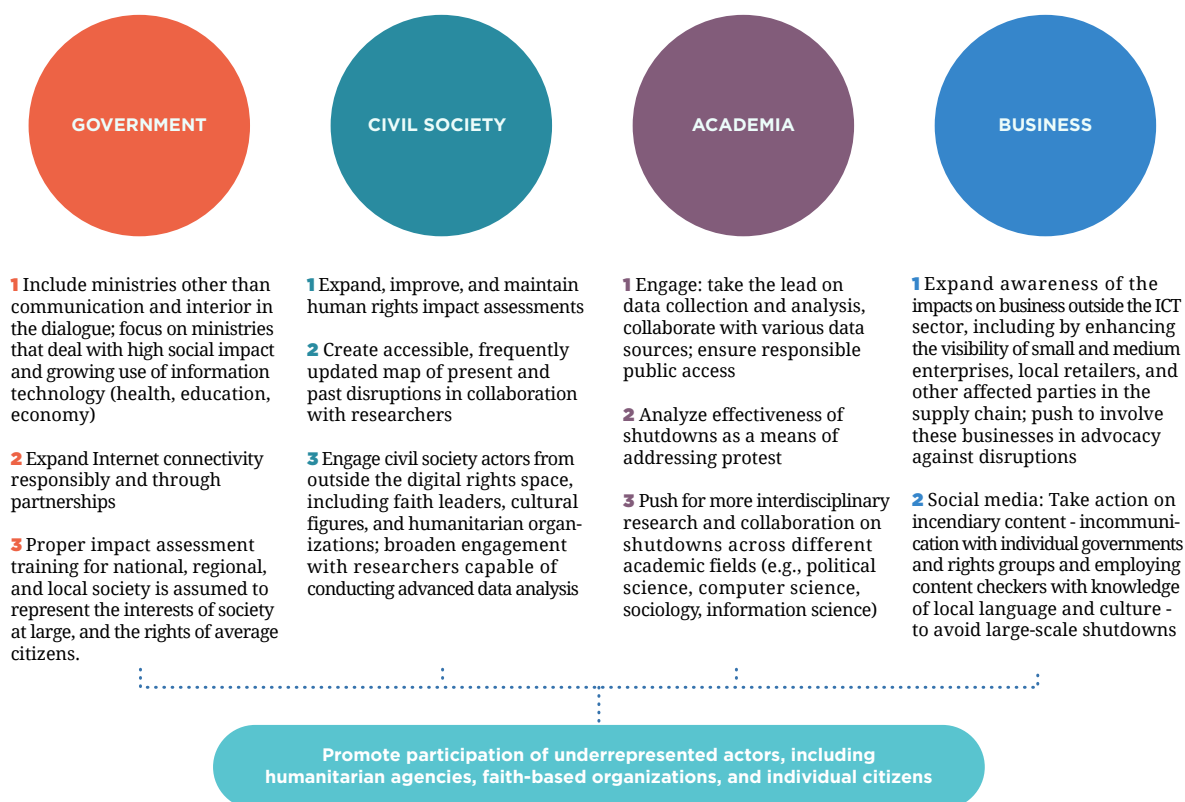 GOVERNMENT
CIVIL SOCIETY
ACADEMIA
BUSINESS
1 Include ministries other than
communication and interior in
the dialogue; focus on ministries
that deal with high social impact
and growing use of information
technology (health, education,
economy)
2 Expand Internet connectivity
responsibly and through
partnerships
3 Proper impact assessment
training for national, regional,
and local society is assumed to
represent the interests of society
at large, and the rights of average
citizens.
1 Expand, improve, and maintain
human rights impact assessments
2 Create accessible, frequently
updated map of present and
past disruptions in collaboration
with researchers
3 Engage civil society actors from
outside the digital rights space,
including faith leaders, cultural
figures, and humanitarian organ-
izations; broaden engagement
with researchers capable of
conducting advanced data analysis
1 Engage: take the lead on
data collection and analysis,
collaborate with various data
sources; ensure responsible
public access
2 Analyze effectiveness of
shutdowns as a means of
addressing protest
3 Push for more interdisciplinary
research and collaboration on
shutdowns across different
academic fields (e.g., political
science, computer science,
sociology, information science)
1 Expand awareness of the
impacts on business outside the ICT
sector, including by enhancing
the visibility of small and medium
enterprises, local retailers, and
other affected parties in the
supply chain; push to involve
these businesses in advocacy
against disruptions
2 Social media: Take action on
incendiary content - incommuni-
cation with individual governments
and rights groups and employing
content checkers with knowledge
of local language and culture -
to avoid large-scale shutdowns
Promote participation of underrepresented actors, including
humanitarian agencies, faith-based organizations, and individual citizens